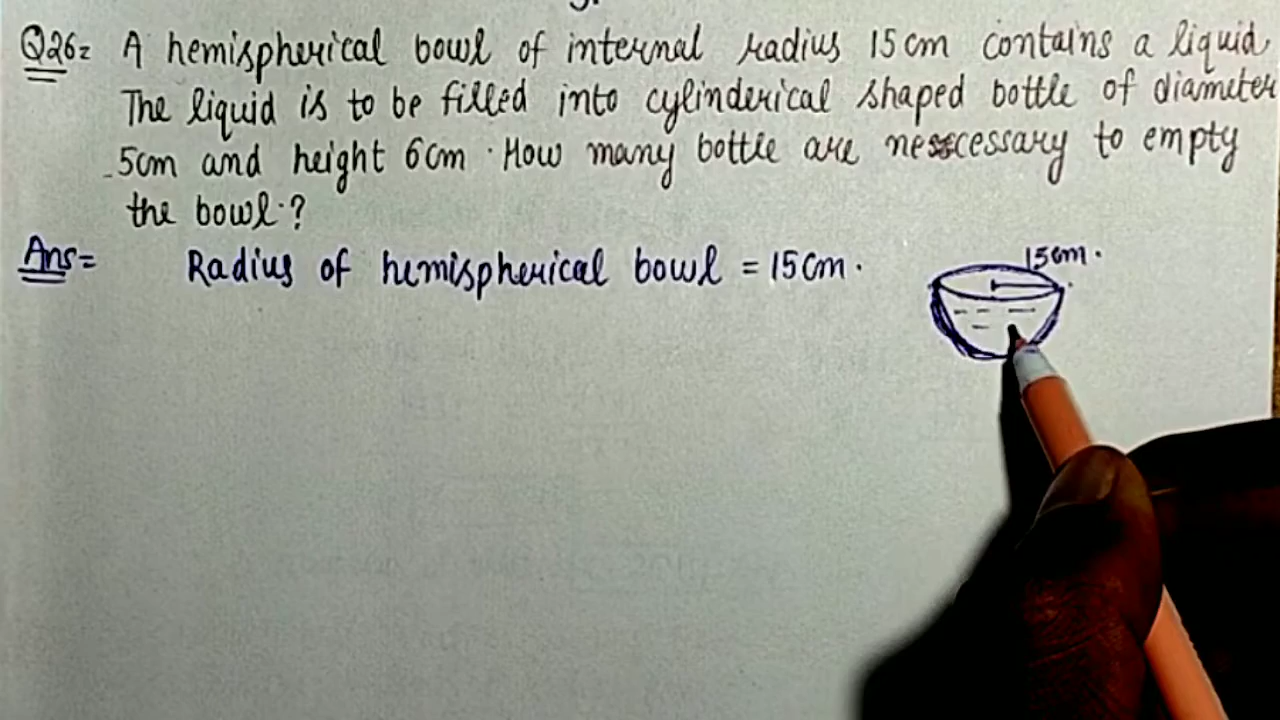 Q26= A hemispherical bowl of internal radius 15cm contains a liquid.
The liquid is to be filled into cylinderical shaped bottle of diameter
5cm and height 6cm. How many bottle are nesscessary to empty
the bowl.?
Ans= Radius of hemispherical bowl = 15cm.
15cm.